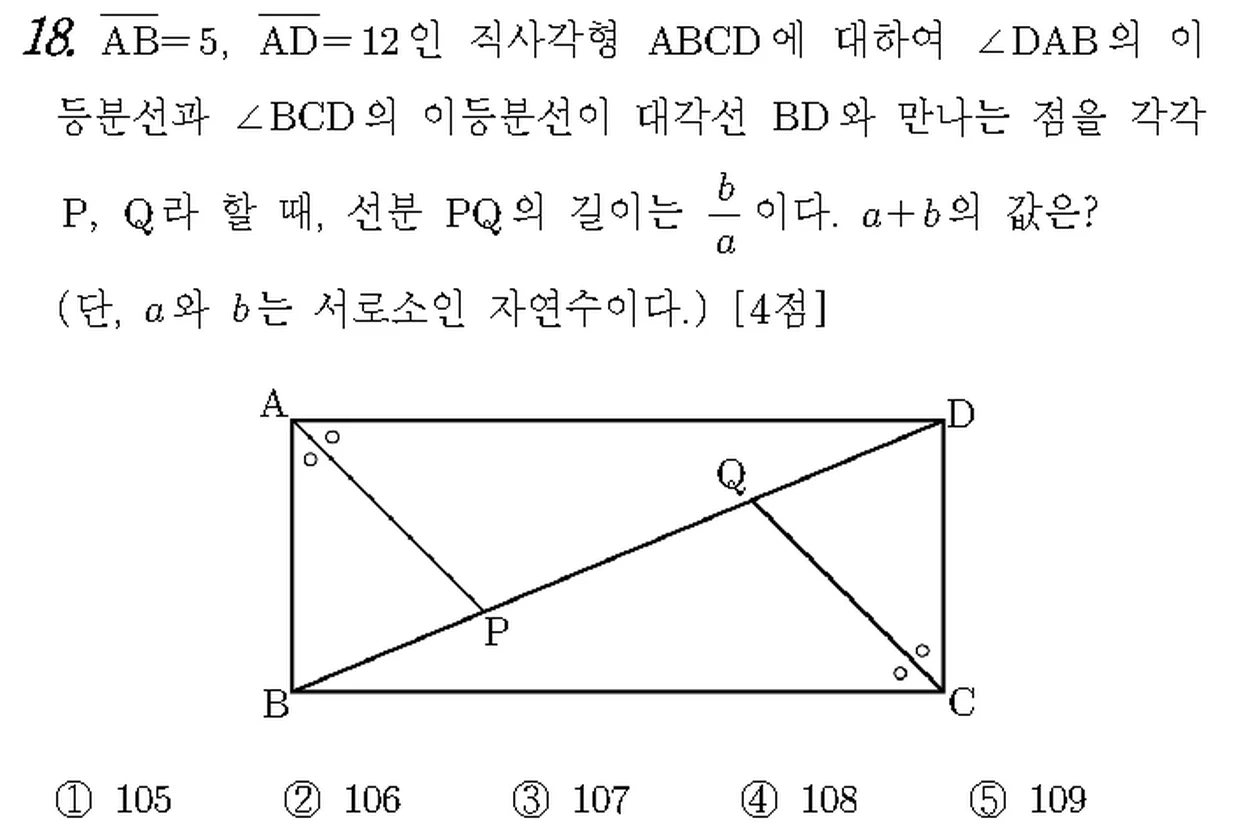 18. AB=5, AD=12인 직사각형 ABCD에 대하여 ∠DAB의 이
등분선과 ∠BCD의 이등분선이 대각선 BD와 만나는 점을 각각
P, Q라 할 때, 선분 PQ의 길이는 b/a 이다. a+b의 값은?
(단, a와 b는 서로소인 자연수이다.) [4점]
A
D
Q
P
B
C
① 105 ② 106 ③ 107 ④ 108 ⑤ 109